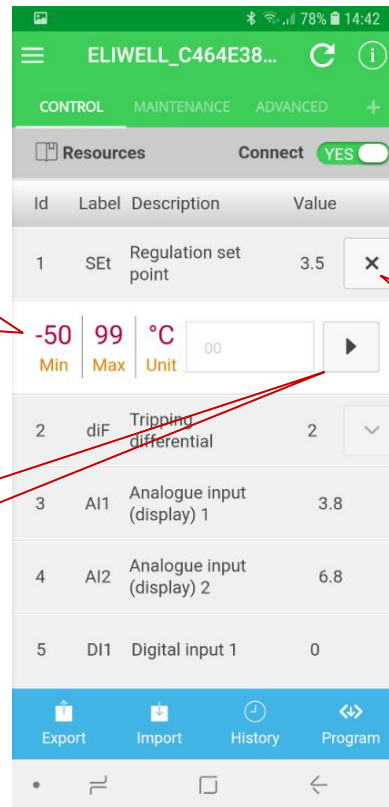 78% 14:42
ELIWELL_C464E38...
CONTROL MAINTENANCE ADVANCED +
Resources Connect YES
Id Label Description Value
1 SEt Regulation set point 3.5
-50 99 °C 00
Min Max Unit
2 diF Tripping differential 2
3 AI1 Analogue input (display) 1 3.8
4 AI2 Analogue input (display) 2 6.8
5 DI1 Digital input 1 0
Export Import History Program